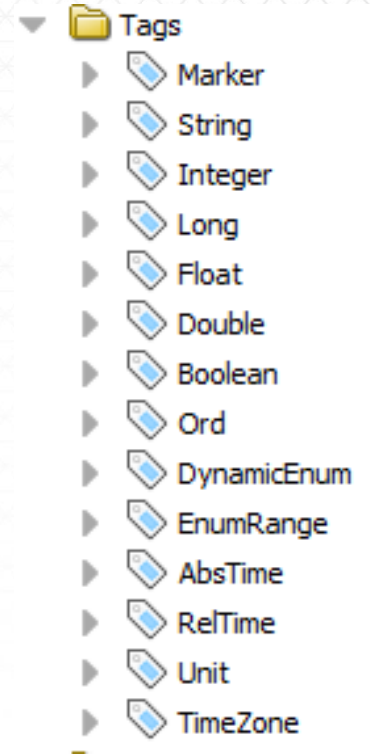 Tags
Marker
String
Integer
Long
Float
Double
Boolean
Ord
DynamicEnum
EnumRange
AbsTime
RelTime
Unit
TimeZone